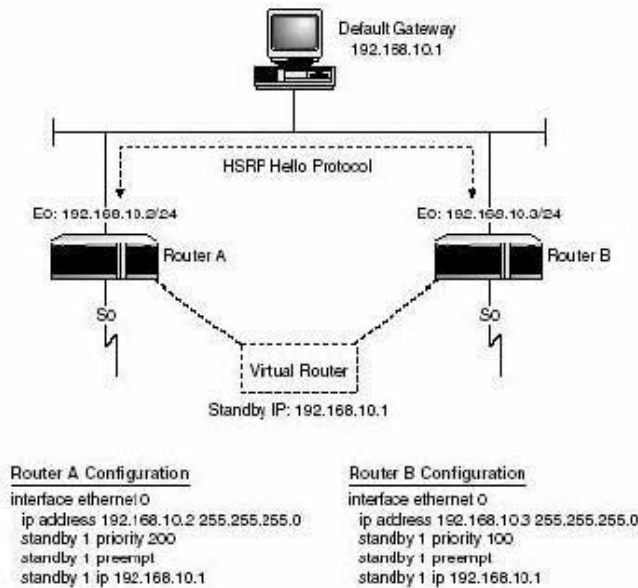 Default Gateway
192.168.10.1
HSRP Hello Protocol
E0: 192.168.10.2/24
E0: 192.168.10.3/24
Router A
Router B
S0
S0
Virtual Router
Standby IP: 192.168.10.1
Router A Configuration
interface ethernet0
ip address 192.168.10.2 255.255.255.0
standby 1 priority 200
standby 1 preempt
standby 1 ip 192.168.10.1
Router B Configuration
interface ethernet 0
ip address 192.168.10.3 255.255.255.0
standby 1 priority 100
standby 1 preempt
standby 1 ip 192.168.10.1